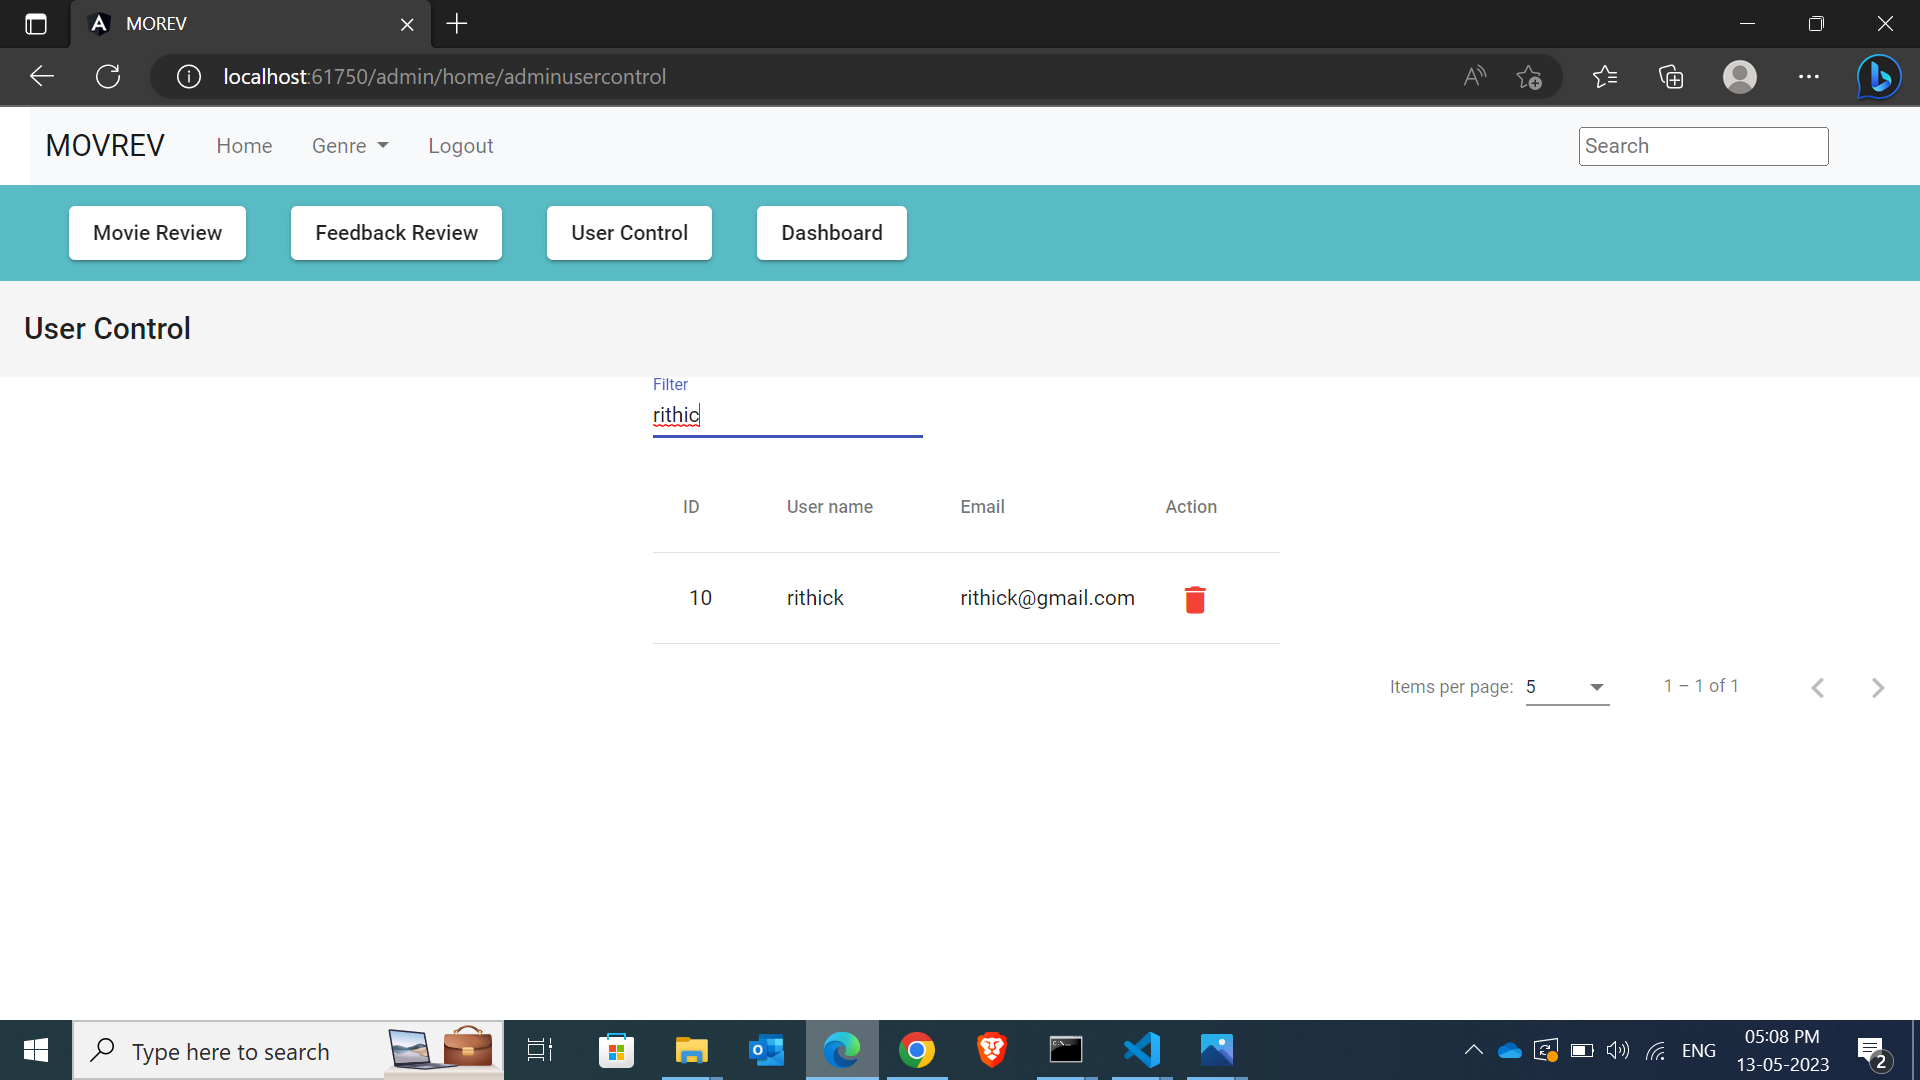 MOREV
localhost:61750/admin/home/adminusercontrol
MOVREV Home Genre Logout Search
Movie Review Feedback Review User Control Dashboard
User Control
Filter
rithic
ID User name Email Action
10 rithick rithick@gmail.com
Items per page: 5 1 – 1 of 1
Type here to search
ENG
05:08 PM
13-05-2023
2